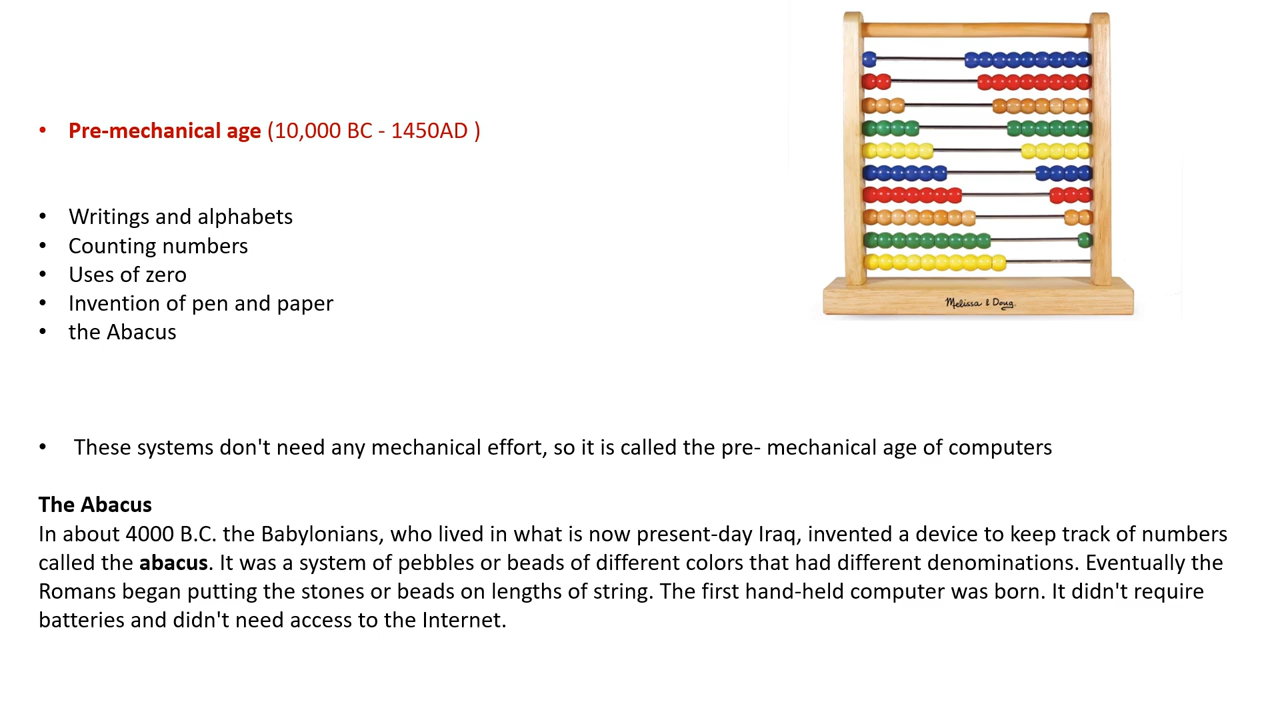 • Pre-mechanical age (10,000 BC - 1450AD )
• Writings and alphabets
• Counting numbers
• Uses of zero
• Invention of pen and paper
• the Abacus
Melissa & Doug.
• These systems don't need any mechanical effort, so it is called the pre- mechanical age of computers
The Abacus
In about 4000 B.C. the Babylonians, who lived in what is now present-day Iraq, invented a device to keep track of numbers
called the abacus. It was a system of pebbles or beads of different colors that had different denominations. Eventually the
Romans began putting the stones or beads on lengths of string. The first hand-held computer was born. It didn't require
batteries and didn't need access to the Internet.